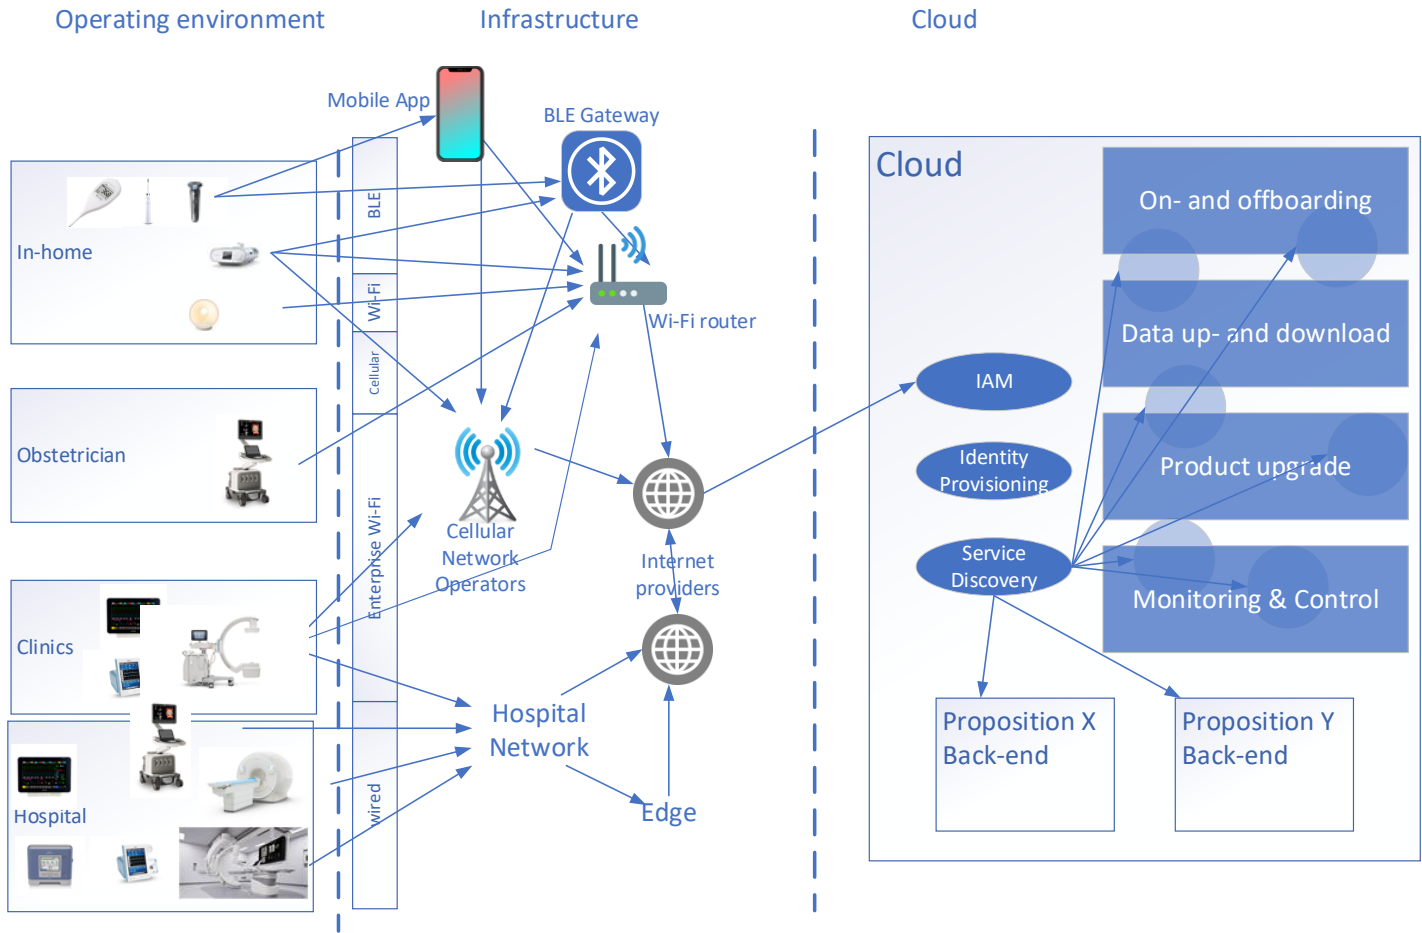 Operating environment
Infrastructure
Cloud
Mobile App
BLE Gateway
In-home
BLE
Wi-Fi
Cellular
Enterprise Wi-Fi
wired
Wi-Fi router
Obstetrician
Cellular
Network
Operators
Internet
providers
Clinics
Hospital
Hospital
Network
Edge
Cloud
On- and offboarding
Data up- and download
Product upgrade
Monitoring & Control
IAM
Identity
Provisioning
Service
Discovery
Proposition X
Back-end
Proposition Y
Back-end